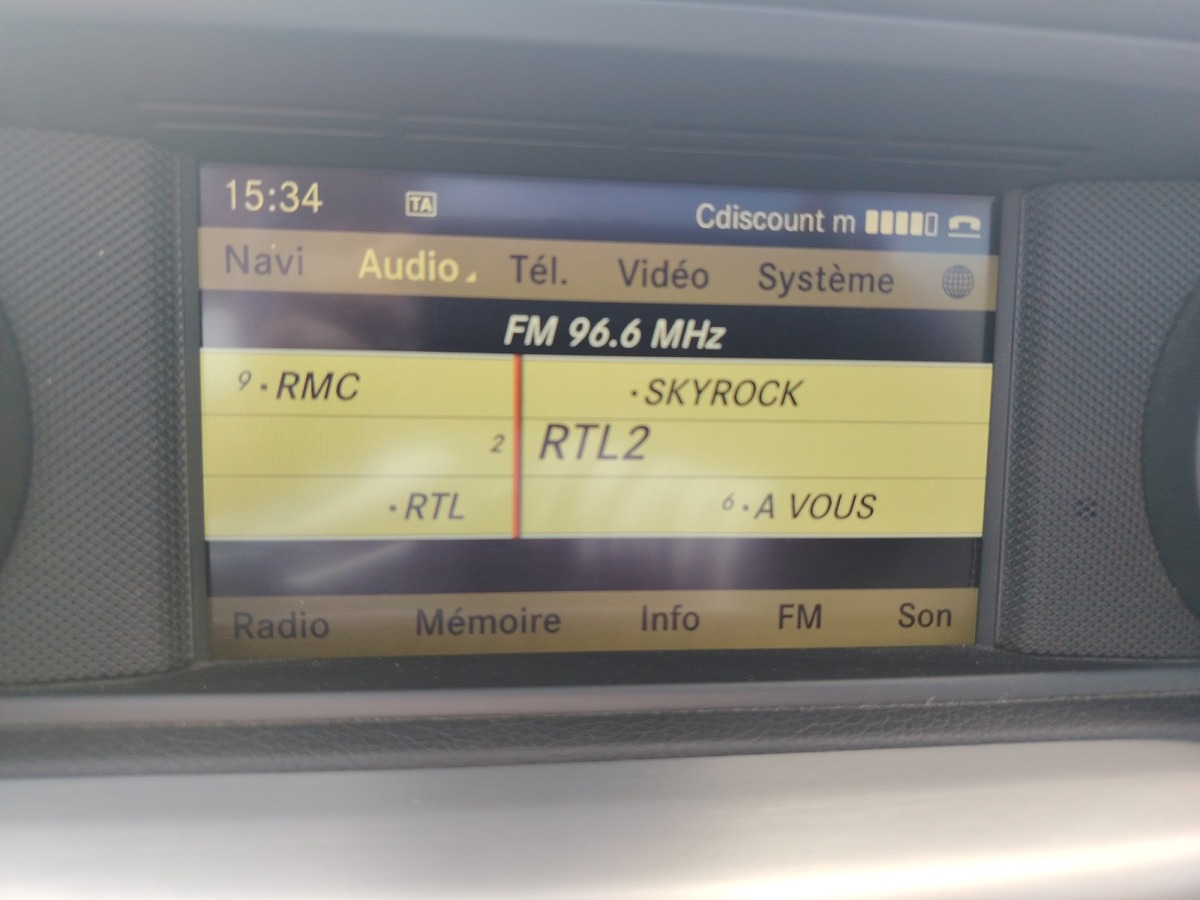 15:34 TA Cdiscount m
Navi Audio Tél. Vidéo Système
FM 96.6 MHz
9 · RMC · SKYROCK
2 RTL2
· RTL 6 · A VOUS
Radio Mémoire Info FM Son